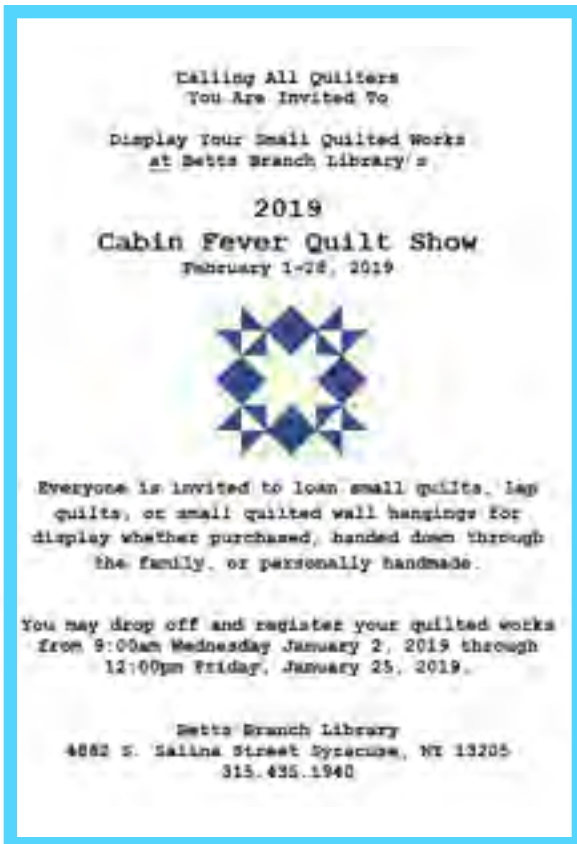 Calling All Quilters
You Are Invited To
Display Your Small Quilted Works
at Betts Branch Library's
2019
Cabin Fever Quilt Show
February 1-28, 2019
Everyone is invited to loan small quilts, lap
quilts, or small quilted wall hangings for
display whether purchased, handed down through
the family, or personally handmade.
You may drop off and register your quilted works
from 9:00am Wednesday January 2, 2019 through
12:00pm Friday, January 25, 2019.
Betts Branch Library
4862 S. Salina Street Syracuse, NY 13205
315.435.1940